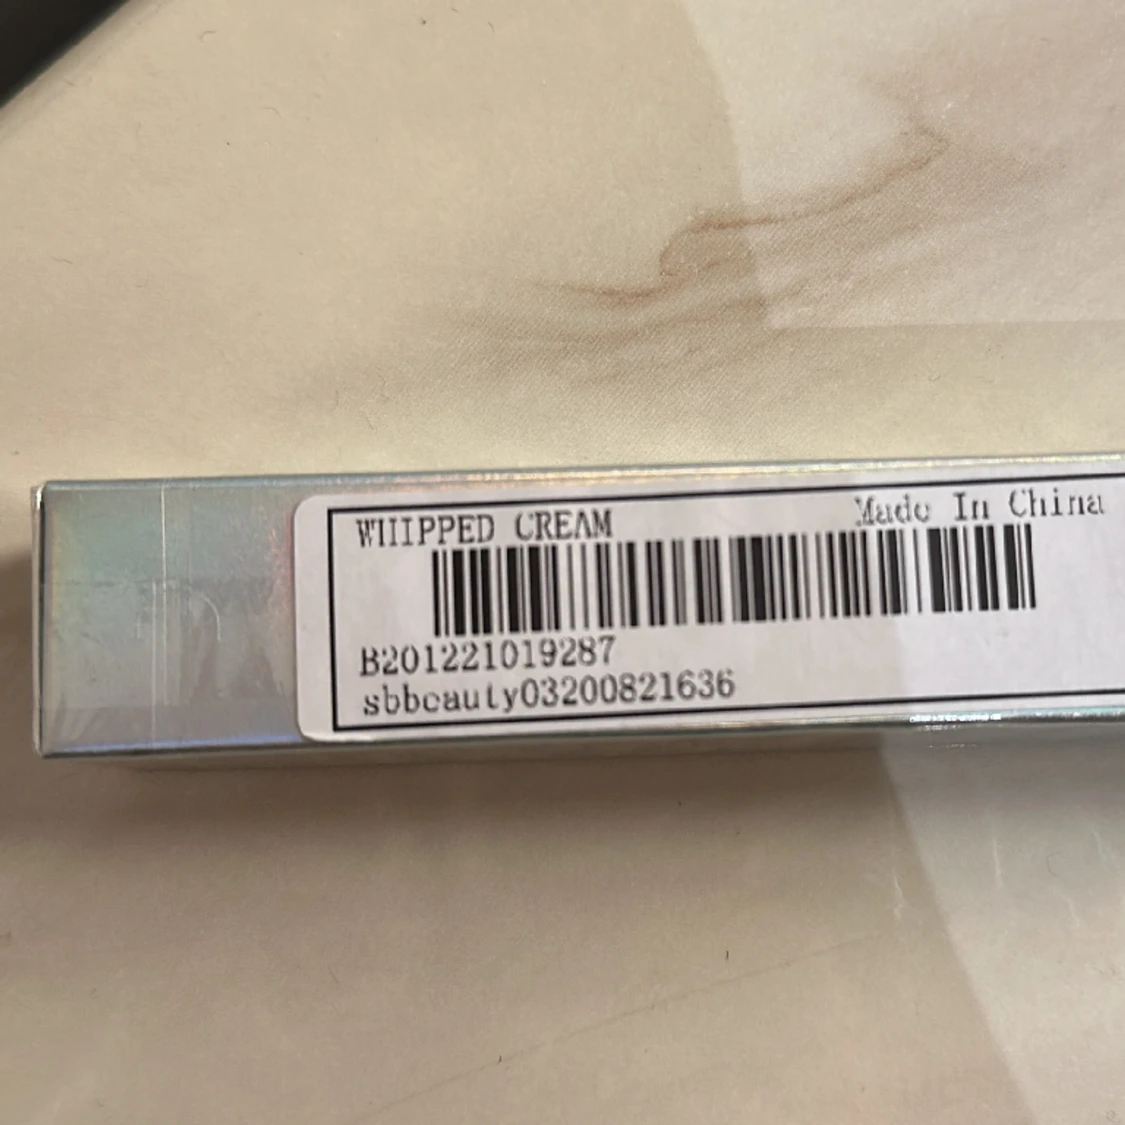 WHIPPED CREAM Made In China
B201221019287
sbbeauty03200821636